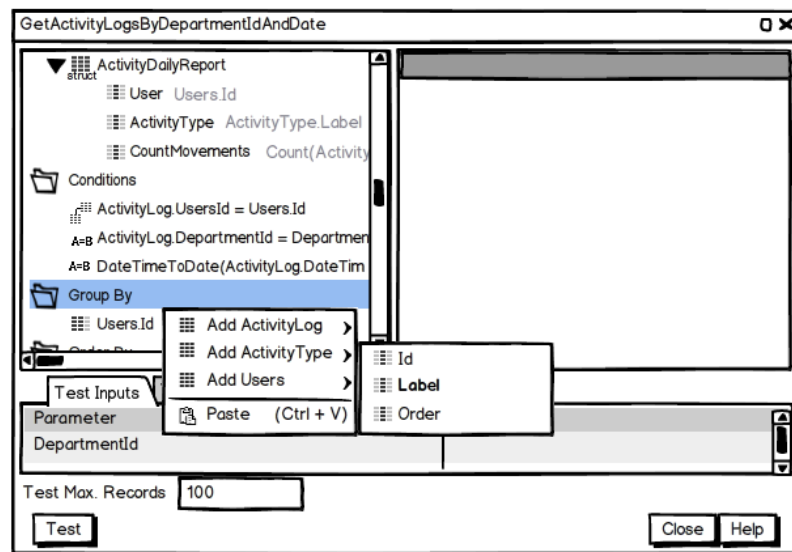 GetActivityLogsByDepartmentIdAndDate
struct ActivityDailyReport
User Users.Id
ActivityType ActivityType.Label
CountMovements Count(Activity
Conditions
ActivityLog.UsersId = Users.Id
A=B ActivityLog.DepartmentId = Departmen
A=B DateTimeToDate(ActivityLog.DateTim
Group By
Users.Id
Add ActivityLog
Add ActivityType
Add Users
Paste (Ctrl + V)
Id
Label
Order
Order By
Test Inputs
Parameter
DepartmentId
Test Max. Records 100
Test
Close
Help